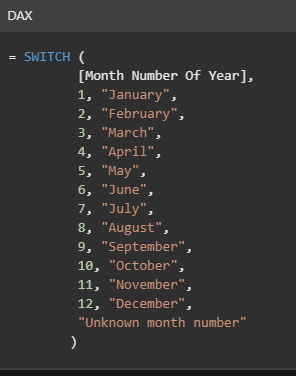 DAX
= SWITCH (
[Month Number Of Year],
1, "January",
2, "February",
3, "March",
4, "April",
5, "May",
6, "June",
7, "July",
8, "August",
9, "September",
10, "October",
11, "November",
12, "December",
"Unknown month number"
)